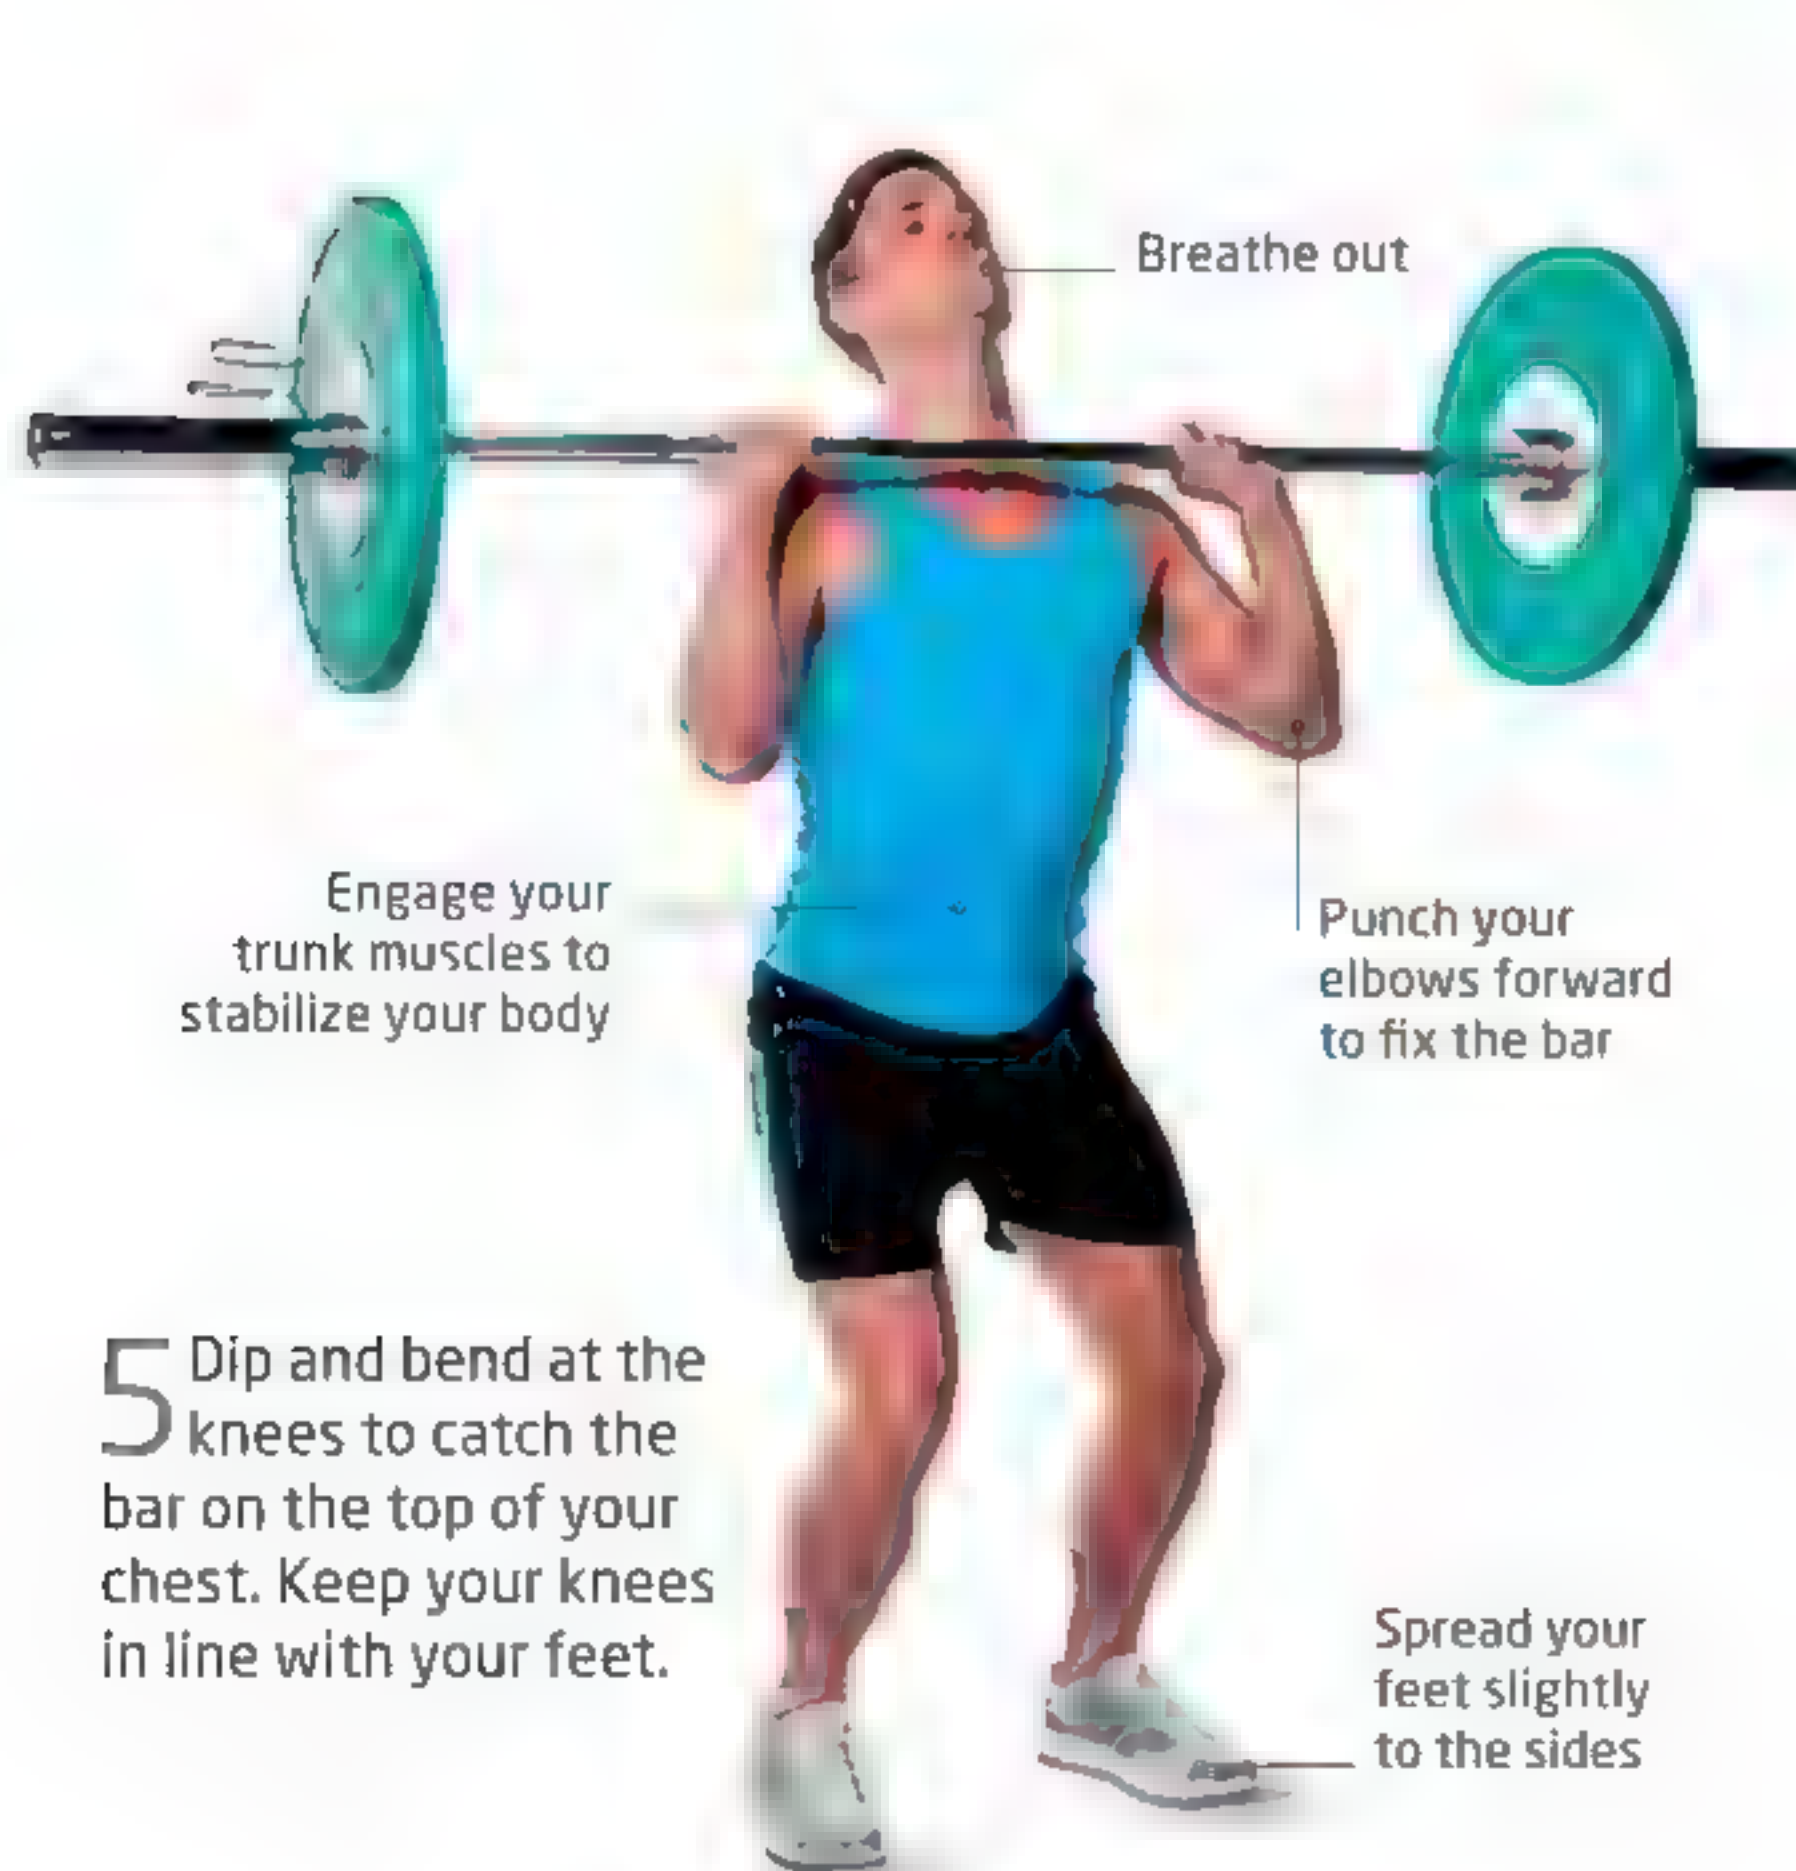 Breathe out
Engage your
trunk muscles to
stabilize your body
Punch your
elbows forward
to fix the bar
5 Dip and bend at the
knees to catch the
bar on the top of your
chest. Keep your knees
in line with your feet.
Spread your
feet slightly
to the sides